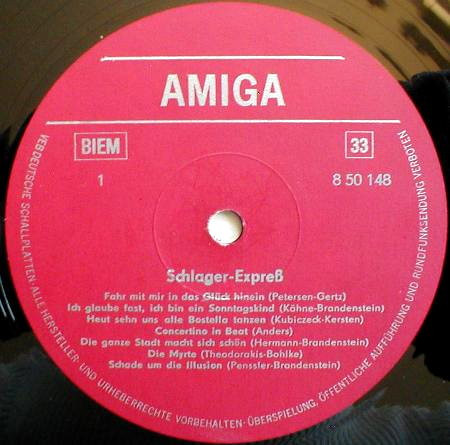 AMIGA
BIEM
33
1
8 50 148
Schlager-Expreß
Fahr mit mir in das Glück hinein (Petersen-Gertz)
Ich glaube fast, ich bin ein Sonntagskind (Köhne-Brandenstein)
Heut sehn uns alle Bostella tanzen (Kubiczeck-Kersten)
Concertino in Beat (Anders)
Die ganze Stadt macht sich schön (Hermann-Brandenstein)
Die Myrte (Theodorakis-Bohlke)
Schade um die Illusion (Penssler-Brandenstein)
VEB DEUTSCHE SCHALLPLATTEN · ALLE HERSTELLER- UND URHEBERRECHTE VORBEHALTEN · ÜBERSPIELUNG, ÖFFENTLICHE AUFFÜHRUNG UND RUNDFUNKSENDUNG VERBOTEN